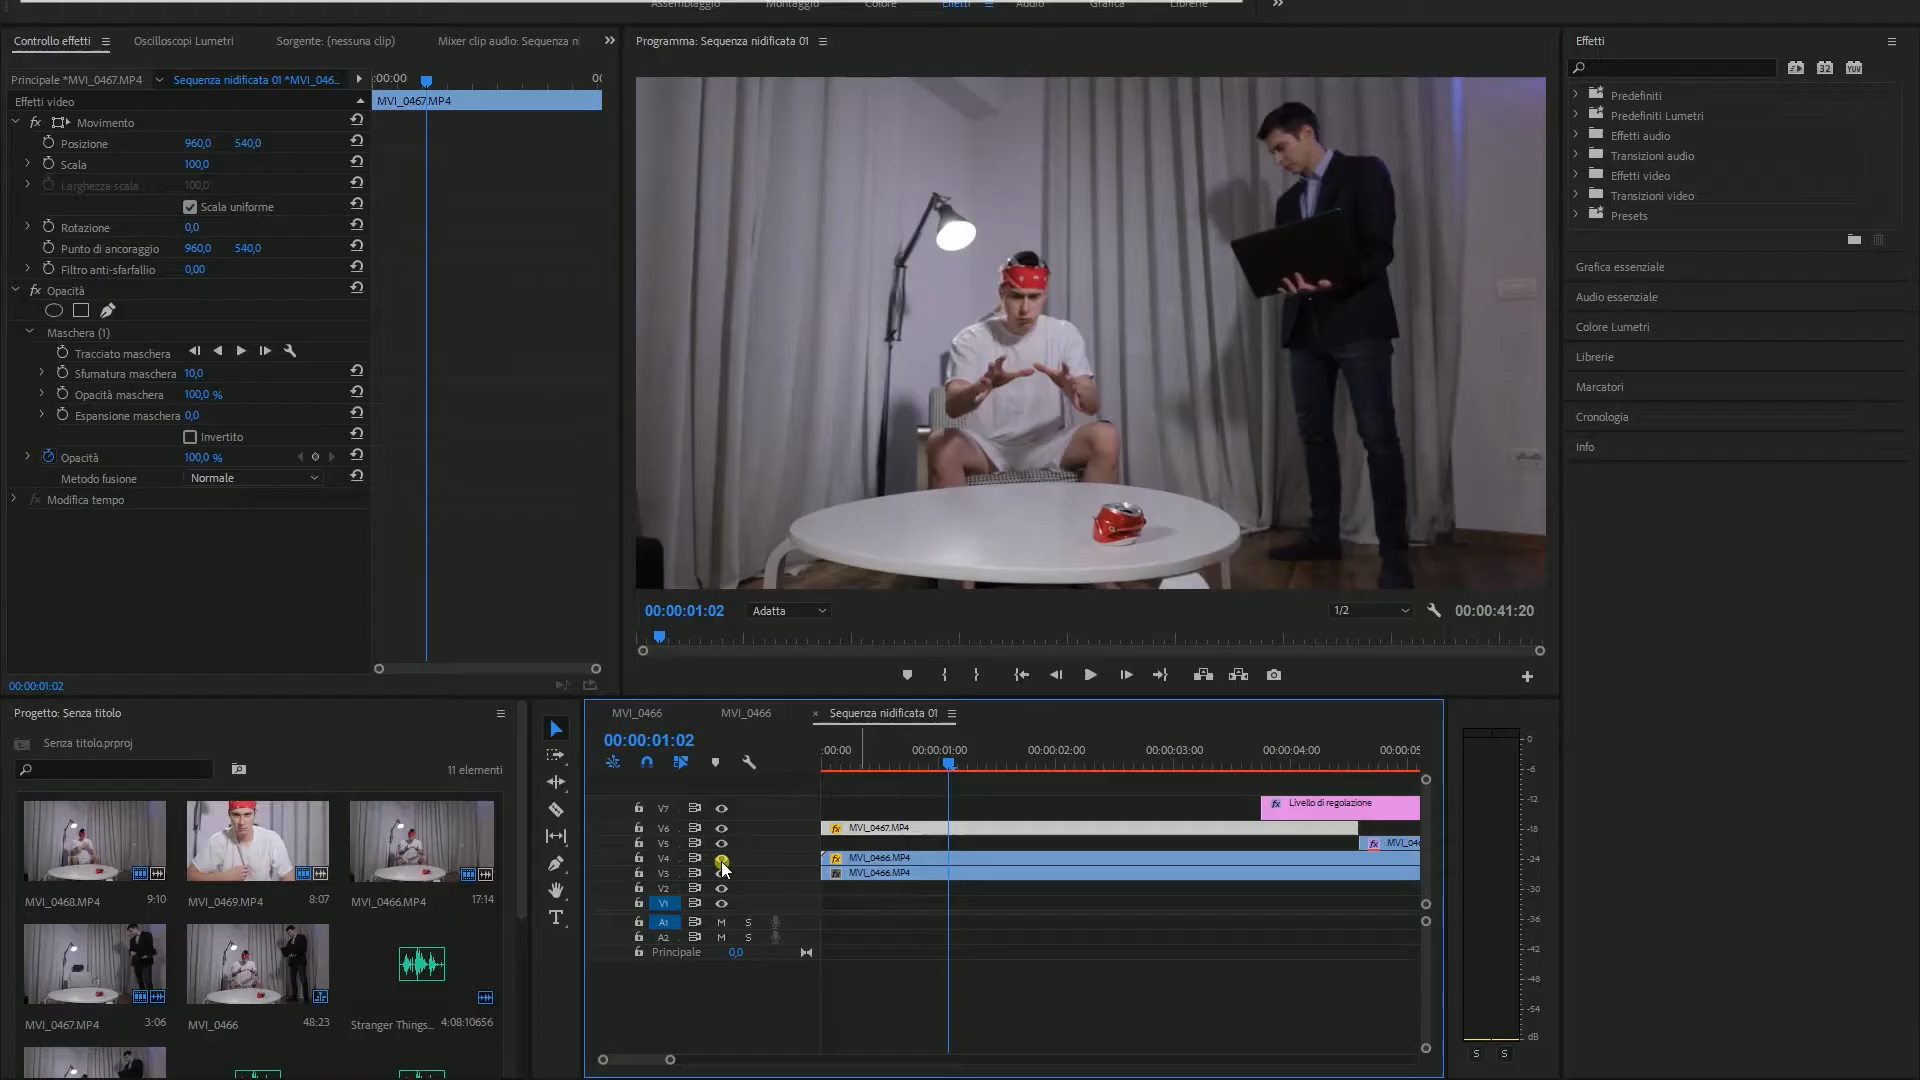 Assemblaggio Montaggio Colore Effetti Audio Grafica Librerie
Controllo effetti Oscilloscopi Lumetri Sorgente: (nessuna clip) Mixer clip audio: Sequenza n
Programma: Sequenza nidificata 01
Effetti
Principale *MVI_0467.MP4 Sequenza nidificata 01 *MVI_046...
:00:00 00
Effetti video
MVI_0467.MP4
fx Movimento
Posizione 960,0 540,0
Scala 100,0
Larghezza scala 100,0
Scala uniforme
Rotazione 0,0
Punto di ancoraggio 960,0 540,0
Filtro anti-sfarfallio 0,00
fx Opacità
Maschera (1)
Tracciato maschera
Sfumatura maschera 10,0
Opacità maschera 100,0 %
Espansione maschera 0,0
Invertito
Opacità 100,0 %
Metodo fusione Normale
fx Modifica tempo
00:00:01:02
32 YUV
Predefiniti
Predefiniti Lumetri
Effetti audio
Transizioni audio
Effetti video
Transizioni video
Presets
Grafica essenziale
Audio essenziale
Colore Lumetri
Librerie
Marcatori
Cronologia
Info
00:00:01:02 Adatta 1/2 00:00:41:20
Progetto: Senza titolo
Senza titolo.prproj
11 elementi
MVI_0468.MP4 9:10
MVI_0469.MP4 8:07
MVI_0466.MP4 17:14
MVI_0467.MP4 3:06
MVI_0466 48:23
Stranger Things... 4:08:10656
MVI_0466 MVI_0466 × Sequenza nidificata 01
00:00:01:02
:00:00 00:00:01:00 00:00:02:00 00:00:03:00 00:00:04:00 00:00:05
V7 fx Livello di regolazione
V6 fx MVI_0467.MP4
V5 fx MVI_046
V4 fx MVI_0466.MP4
V3 fx MVI_0466.MP4
V2
V1
A1 M S
A2 M S
Principale 0,0
0
-6
-12
-18
-24
-30
-36
-42
-48
-54
dB
S S